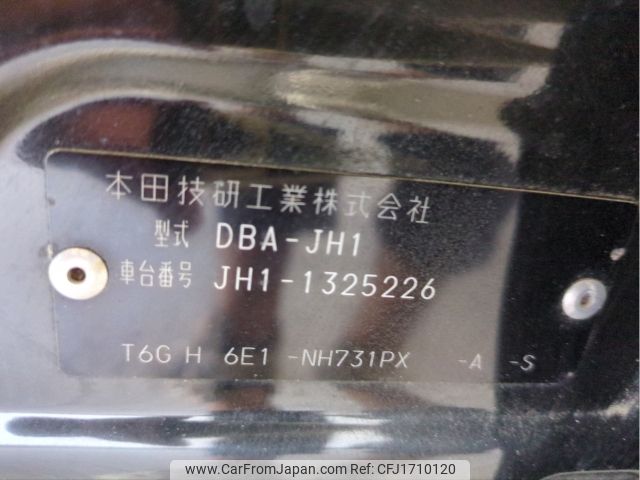 本田技研工業株式会社
型式 DBA-JH1
車台番号 JH1-1325226
T6G H 6E1 -NH731PX -A -S
www.CarFromJapan.com | Ref No: CFJ1710120